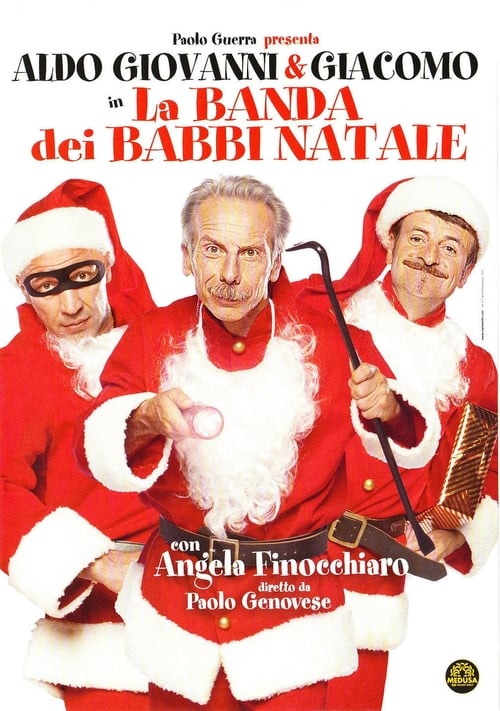 Paolo Guerra presenta
ALDO GIOVANNI & GIACOMO
in La BANDA
dei BABBI NATALE
con
Angela Finocchiaro
diretto da
Paolo Genovese
MEDUSA